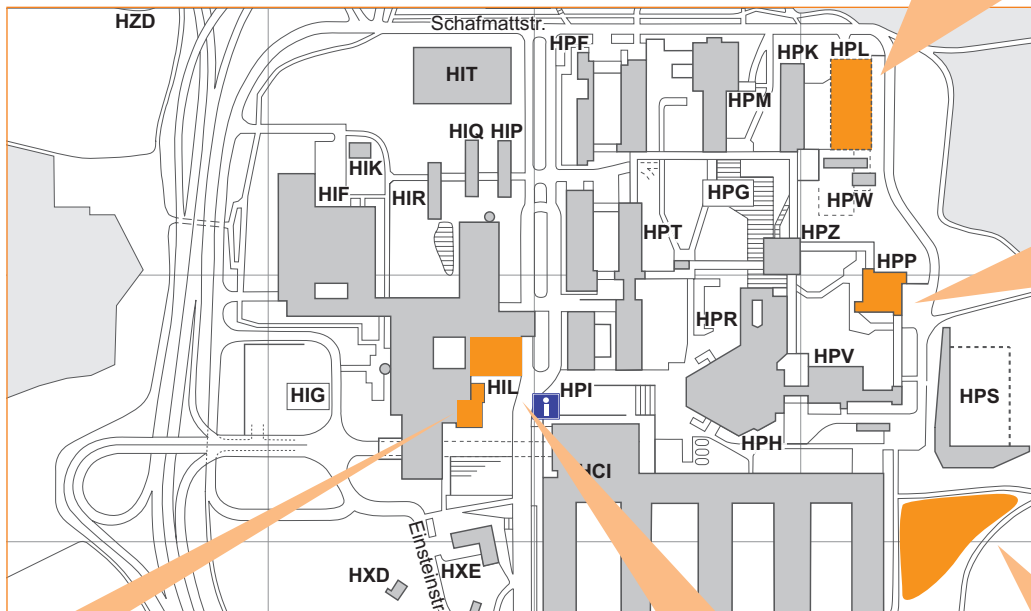 HZD
Schafmattstr.
HPF
HPK
HPL
HIT
HPM
HIQ
HIP
HIK
HIF
HIR
HPG
HPW
HPT
HPZ
HPP
HPR
HPV
HIL
HIG
i
HPI
HPS
HPH
HCI
Einsteinstr.
HXE
HXD